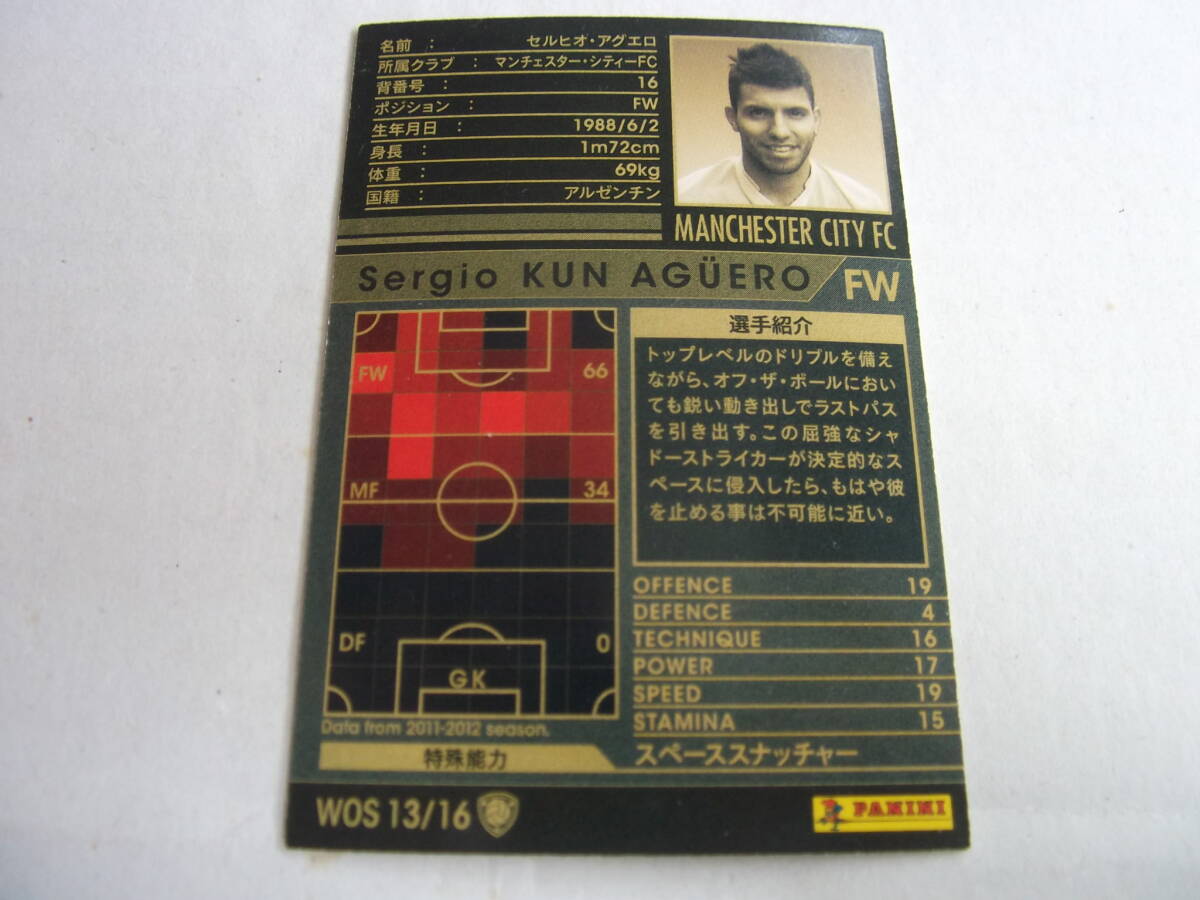 名前 : セルヒオ・アグエロ
所属クラブ : マンチェスター・シティーFC
背番号 : 16
ポジション : FW
生年月日 : 1988/6/2
身長 : 1m72cm
体重 : 69kg
国籍 : アルゼンチン
MANCHESTER CITY FC
Sergio KUN AGÜERO FW
FW 66
MF 34
DF 0
GK
Data from 2011-2012 season.
選手紹介
トップレベルのドリブルを備え
ながら、オフ・ザ・ボールにおい
ても鋭い動き出しでラストパス
を引き出す。この屈強なシャ
ドーストライカーが決定的なス
ペースに侵入したら、もはや彼
を止める事は不可能に近い。
OFFENCE 19
DEFENCE 4
TECHNIQUE 16
POWER 17
SPEED 19
STAMINA 15
特殊能力 スペーススナッチャー
WOS 13/16
PANINI